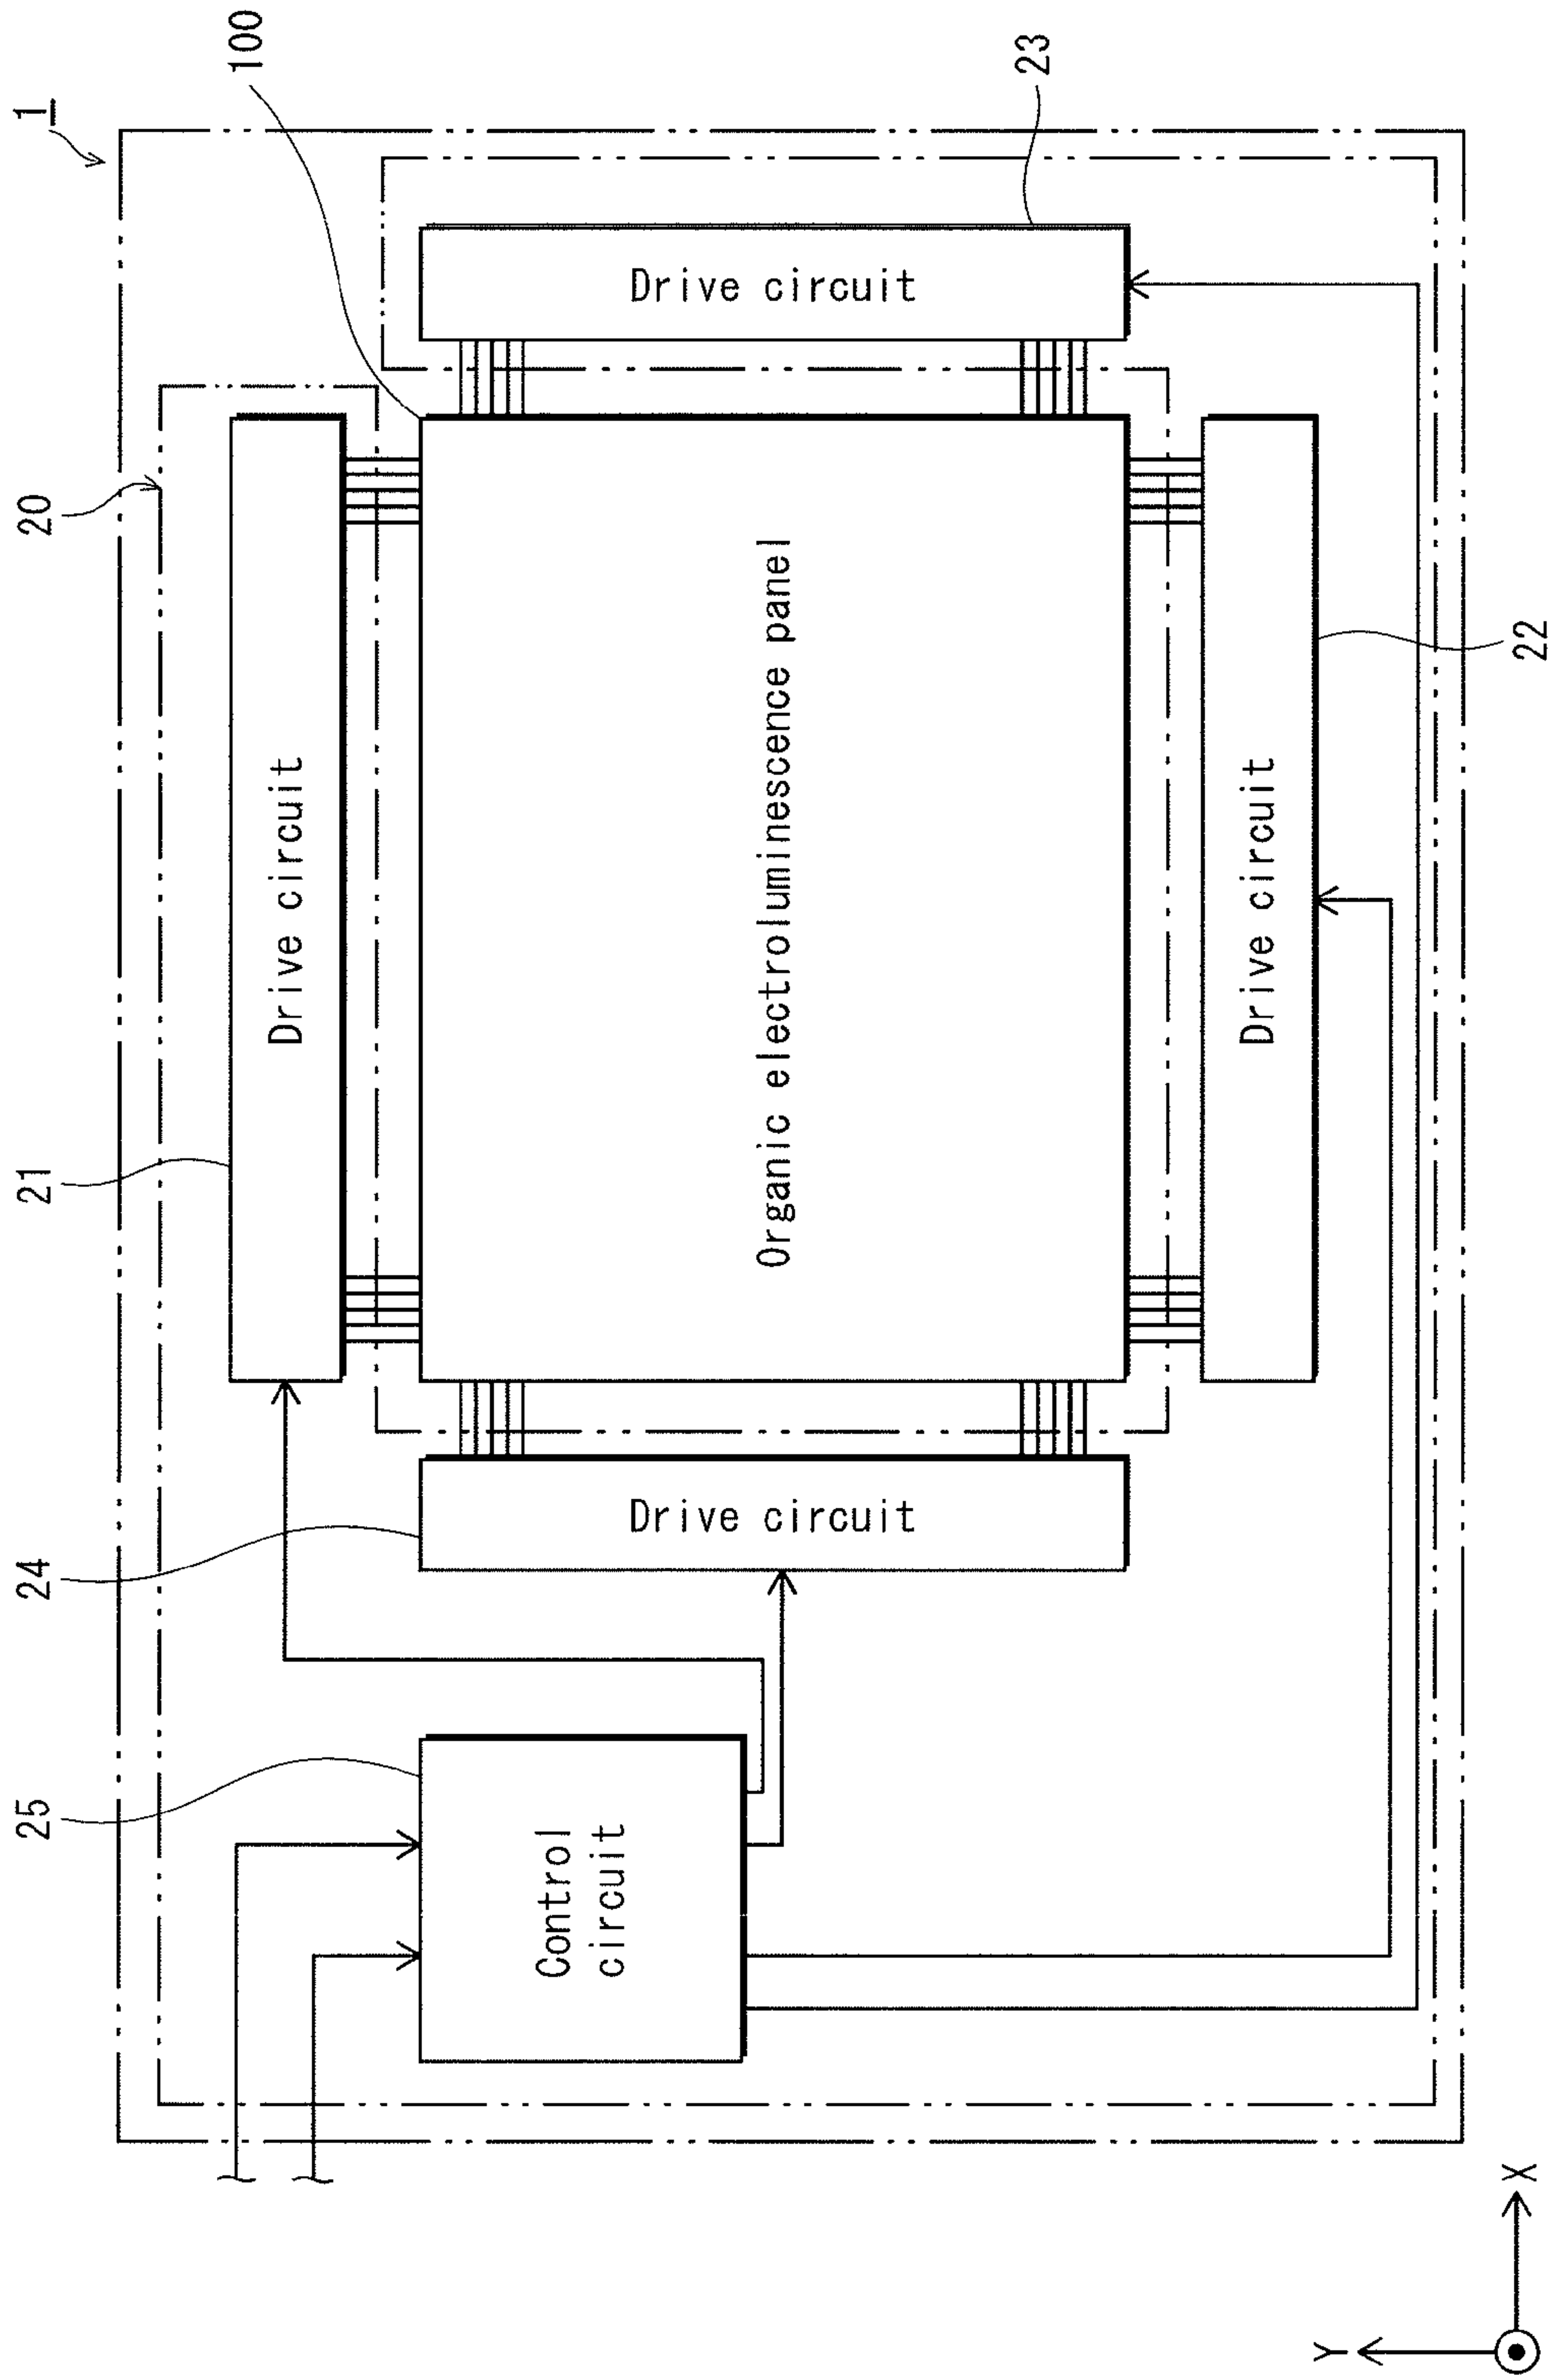 1
100
23
20
Drive circuit
21
Drive circuit
Organic electroluminescence panel
Drive circuit
22
24
Drive circuit
25
Control
circuit
X
Y